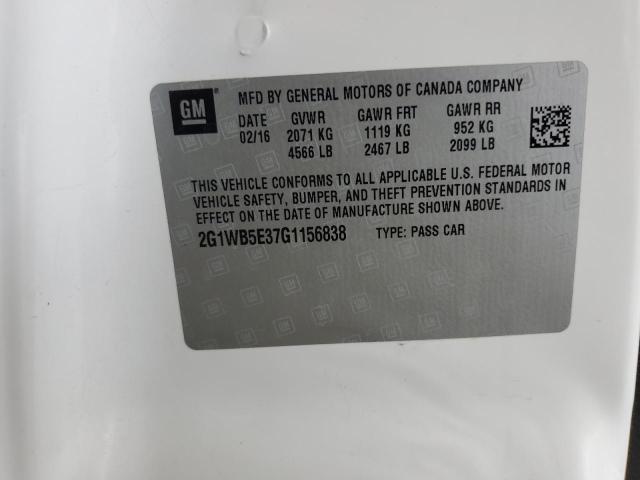 GM
MFD BY GENERAL MOTORS OF CANADA COMPANY
DATE GVWR GAWR FRT GAWR RR
02/16 2071 KG 1119 KG 952 KG
4566 LB 2467 LB 2099 LB
THIS VEHICLE CONFORMS TO ALL APPLICABLE U.S. FEDERAL MOTOR
VEHICLE SAFETY, BUMPER, AND THEFT PREVENTION STANDARDS IN
EFFECT ON THE DATE OF MANUFACTURE SHOWN ABOVE.
2G1WB5E37G1156838 TYPE: PASS CAR